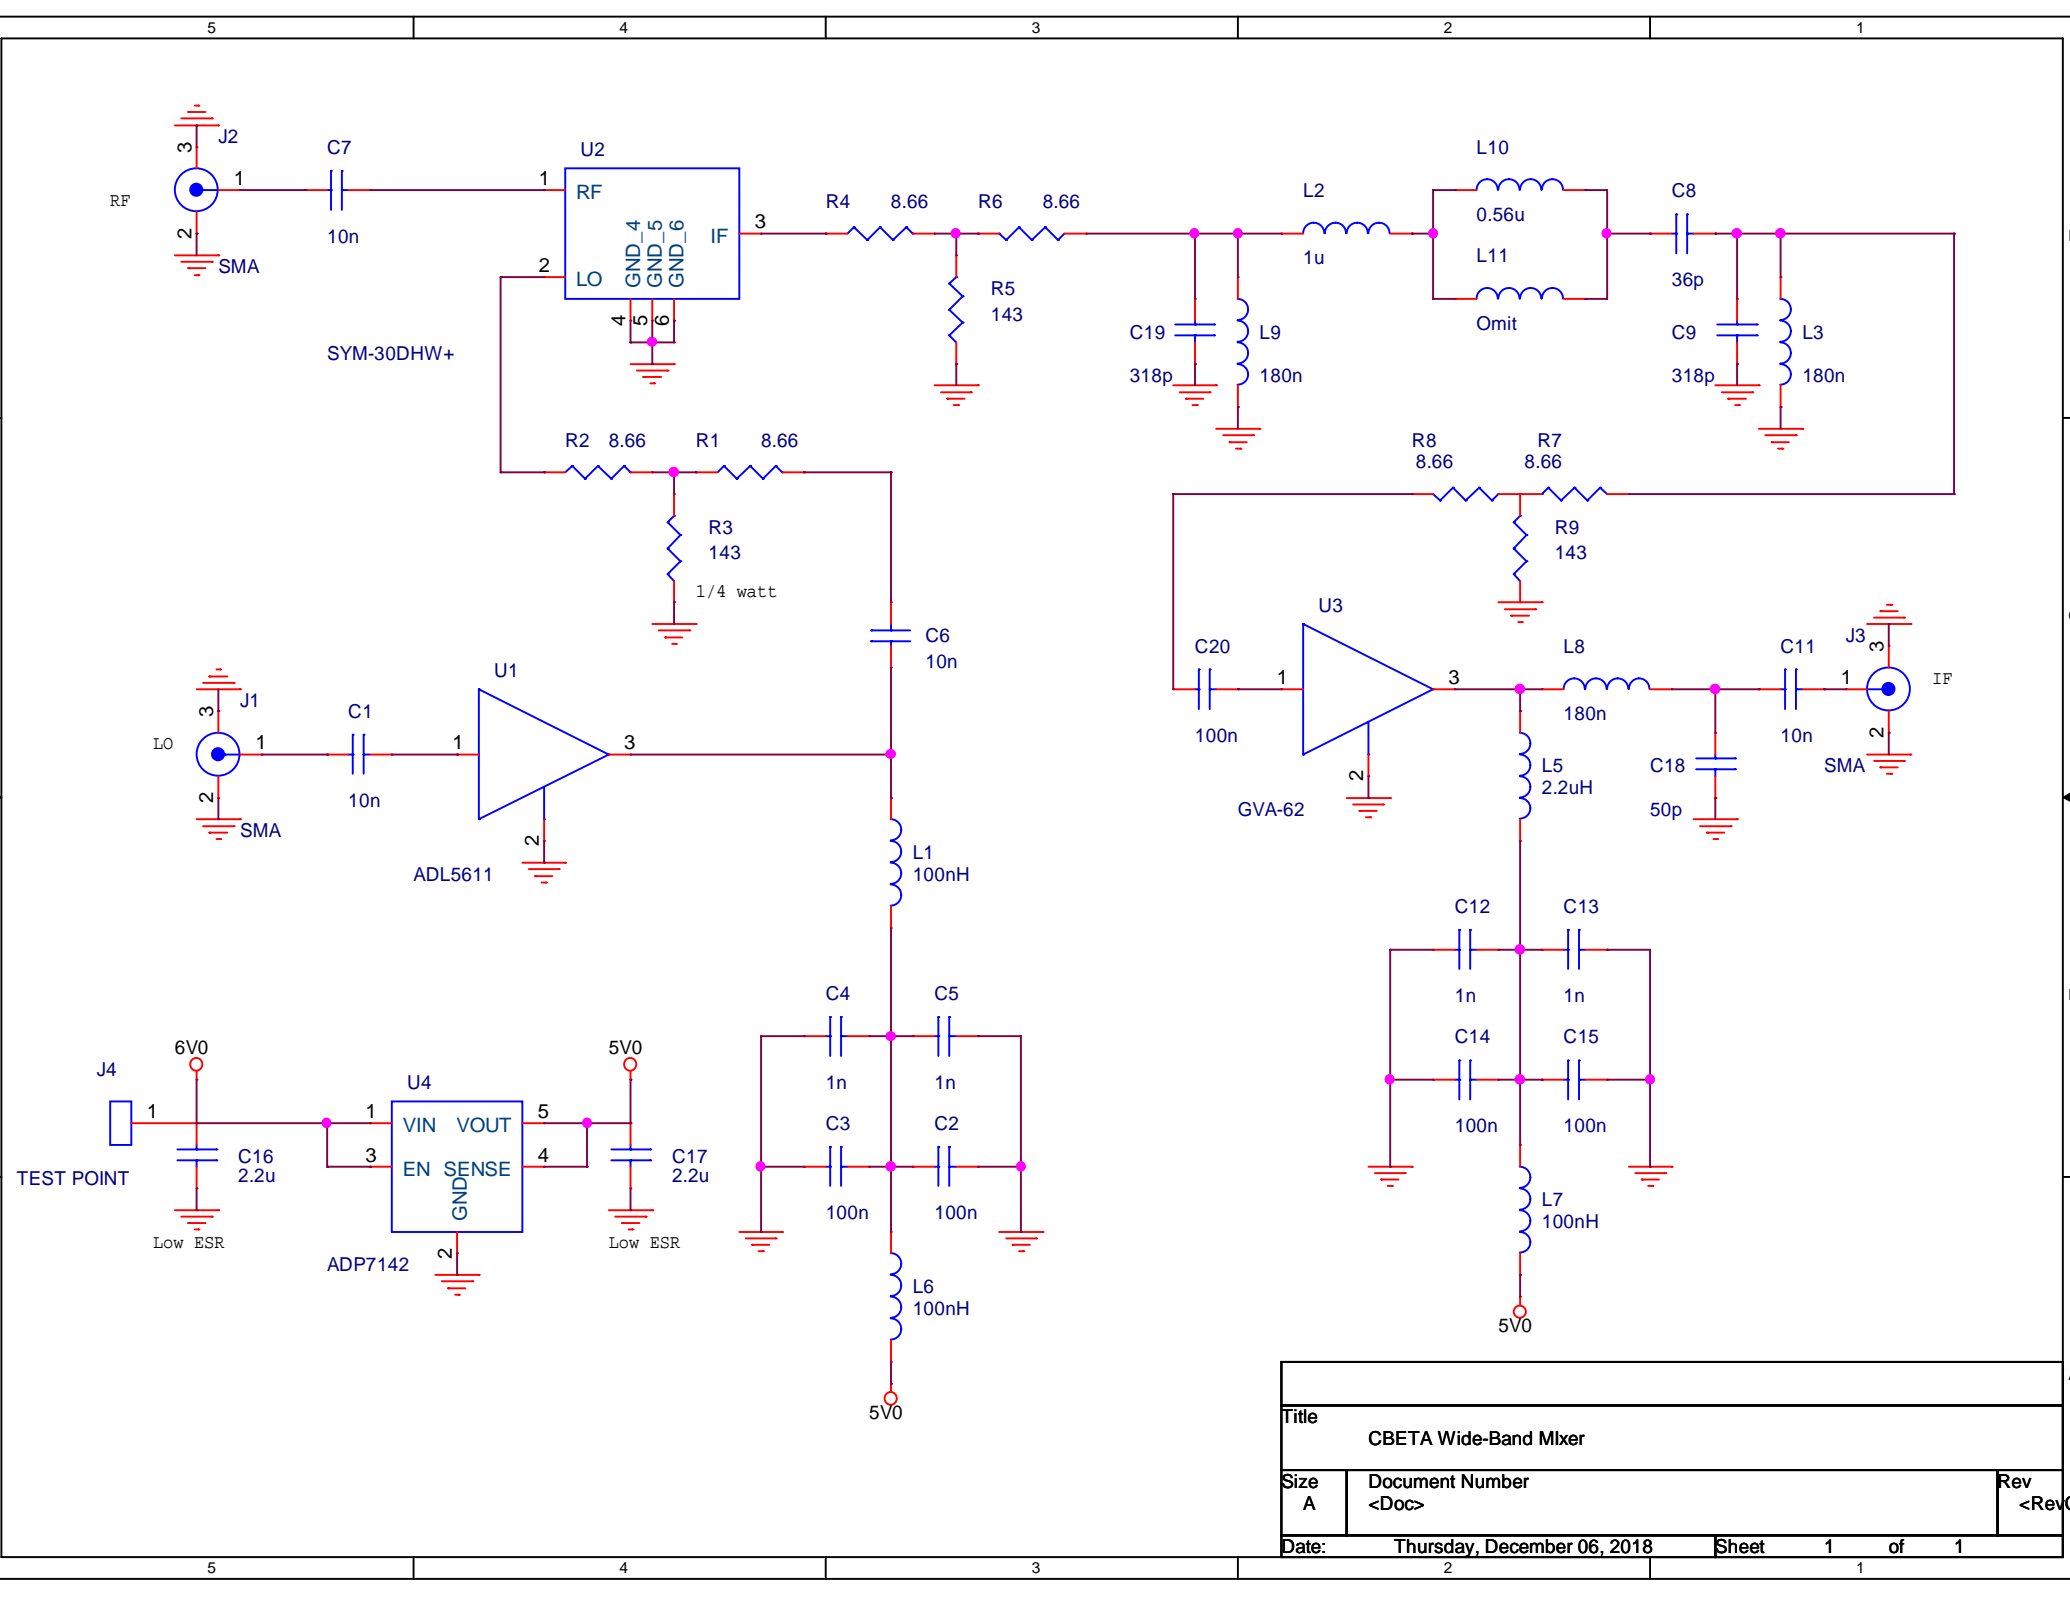 5 4 3 2 1
J2
3
1
2
RF
SMA
C7
10n
U2
1
RF
2
LO
GND_4
GND_5
GND_6
IF
3
4
5
6
SYM-30DHW+
R4 8.66
R6 8.66
R5
143
C19
318p
L9
180n
L2
1u
L10
0.56u
L11
Omit
C8
36p
C9
318p
L3
180n
R2 8.66
R1 8.66
R3
143
1/4 watt
C6
10n
R8
8.66
R7
8.66
R9
143
J1
3
1
2
LO
SMA
C1
10n
U1
1
3
2
ADL5611
L1
100nH
C20
100n
U3
1
3
2
GVA-62
L8
180n
L5
2.2uH
C18
50p
C11
10n
J3
3
1
2
IF
SMA
C4
1n
C5
1n
C3
100n
C2
100n
L6
100nH
5V0
C12
1n
C13
1n
C14
100n
C15
100n
L7
100nH
5V0
J4
1
TEST POINT
6V0
C16
2.2u
Low ESR
U4
1
VIN VOUT
5
3
EN SENSE
4
GND
2
ADP7142
5V0
C17
2.2u
Low ESR
Title
CBETA Wide-Band MIxer
Size
A
Document Number
<Doc>
Rev
Date: Thursday, December 06, 2018 Sheet 1 of 1
5 4 3 2 1